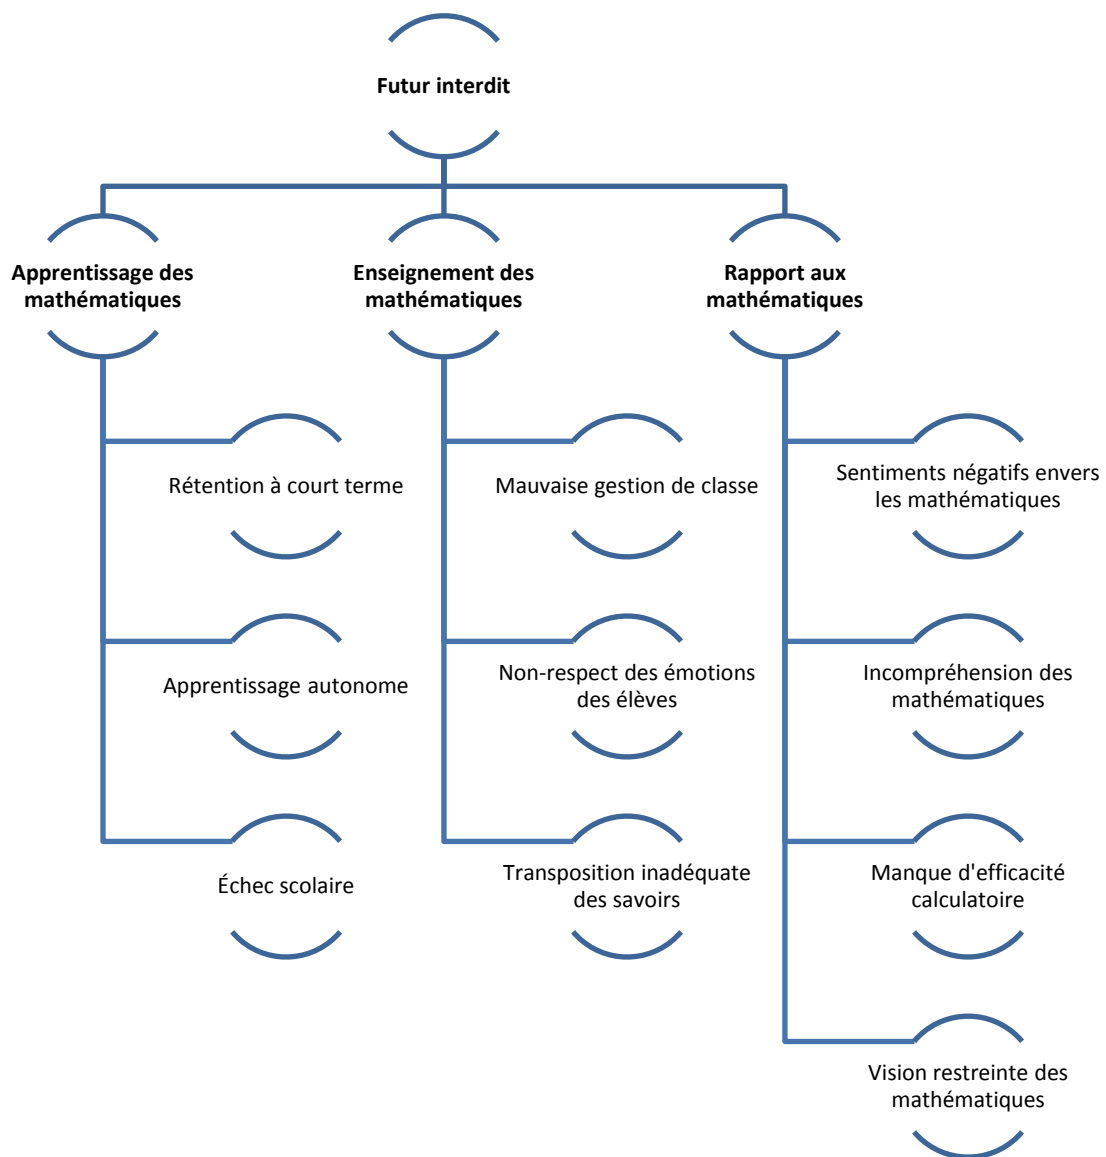 Futur interdit
Apprentissage des
mathématiques
Enseignement des
mathématiques
Rapport aux
mathématiques
Rétention à court terme
Mauvaise gestion de classe
Sentiments négatifs envers
les mathématiques
Apprentissage autonome
Non-respect des émotions
des élèves
Incompréhension des
mathématiques
Échec scolaire
Transposition inadéquate
des savoirs
Manque d'efficacité
calculatoire
Vision restreinte des
mathématiques